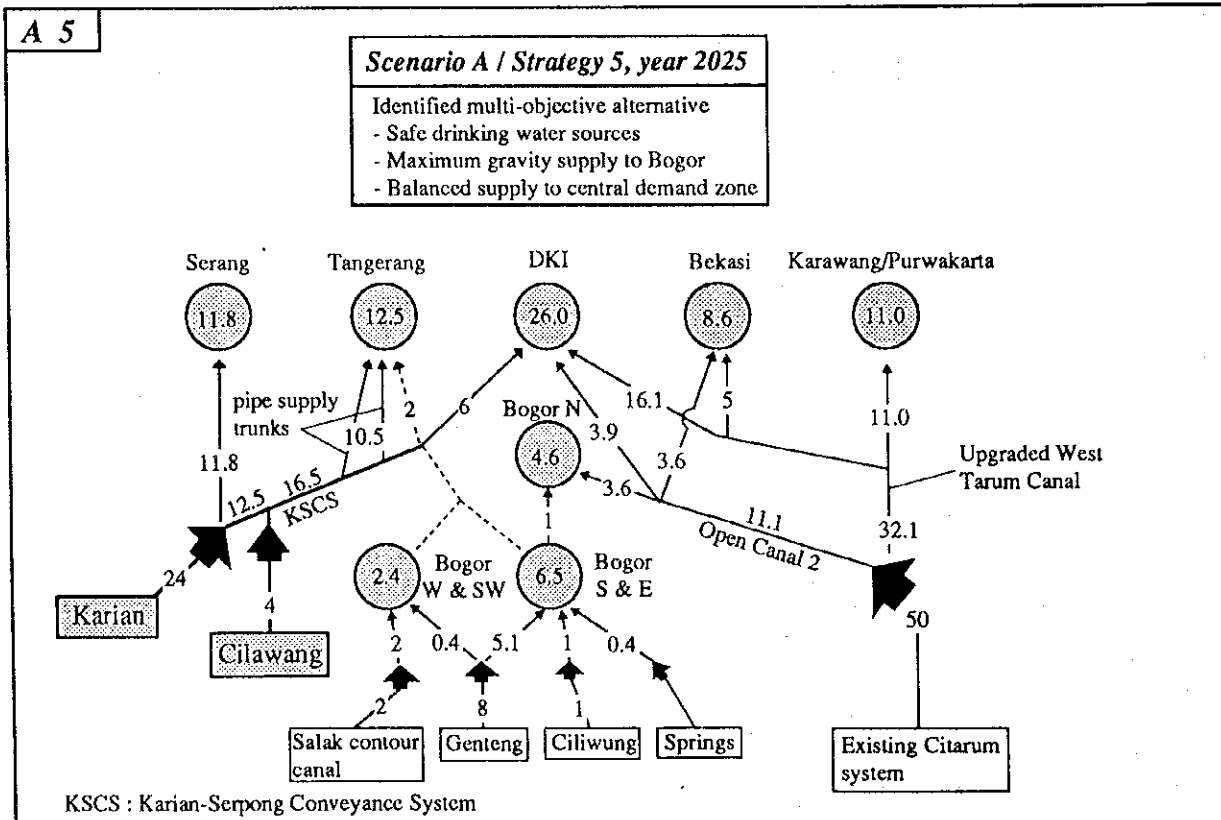 A 5
Scenario A / Strategy 5, year 2025
Identified multi-objective alternative
- Safe drinking water sources
- Maximum gravity supply to Bogor
- Balanced supply to central demand zone
Serang
Tangerang
DKI
Bekasi
Karawang/Purwakarta
11.8
12.5
26.0
8.6
11.0
pipe supply
trunks
2
6
16.1
5
11.0
Bogor N
10.5
3.9
4.6
11.8
16.5
12.5
KSCS
3.6
3.6
Upgraded West
Tarum Canal
1
11.1
Open Canal 2
32.1
24
4
2.4
Bogor
W & SW
6.5
Bogor
S & E
Karian
Cilawang
2
0.4
5.1
1
0.4
50
2
8
1
Salak contour
canal
Genteng
Ciliwung
Springs
Existing Citarum
system
KSCS : Karian-Serpong Conveyance System